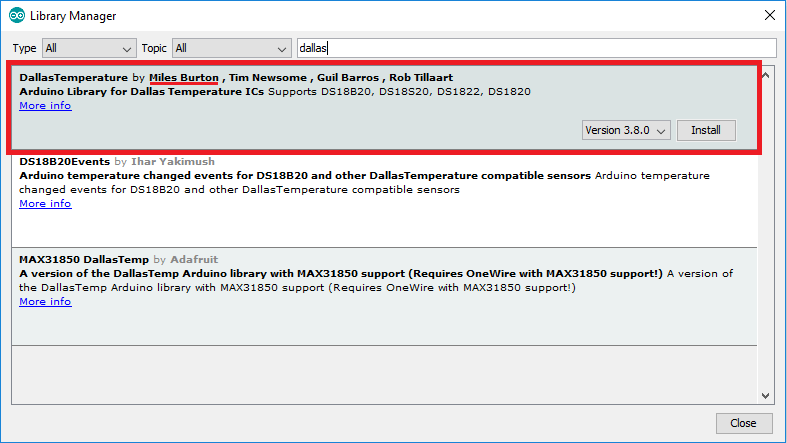 Library Manager
Type All Topic All dallas
DallasTemperature by Miles Burton , Tim Newsome , Guil Barros , Rob Tillaart
Arduino Library for Dallas Temperature ICs Supports DS18B20, DS18S20, DS1822, DS1820
More info
Version 3.8.0 Install
DS18B20Events by Ihar Yakimush
Arduino temperature changed events for DS18B20 and other DallasTemperature compatible sensors Arduino temperature
changed events for DS18B20 and other DallasTemperature compatible sensors
More info
MAX31850 DallasTemp by Adafruit
A version of the DallasTemp Arduino library with MAX31850 support (Requires OneWire with MAX31850 support!) A version of
the DallasTemp Arduino library with MAX31850 support (Requires OneWire with MAX31850 support!)
More info
Close